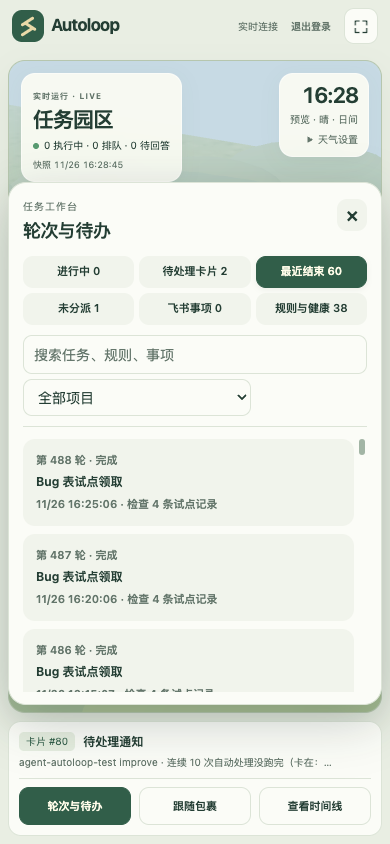 Autoloop
实时连接
退出登录
实时运行 · LIVE
任务园区
0 执行中 · 0 排队 · 0 待回答
快照 11/26 16:28:45
16:28
预览 · 晴 · 日间
▶ 天气设置
任务工作台
轮次与待办
×
进行中 0
待处理卡片 2
最近结束 60
未分派 1
飞书事项 0
规则与健康 38
搜索任务、规则、事项
全部项目
第 488 轮 · 完成
Bug 表试点领取
11/26 16:25:06 · 检查 4 条试点记录
第 487 轮 · 完成
Bug 表试点领取
11/26 16:20:06 · 检查 4 条试点记录
第 486 轮 · 完成
Bug 表试点领取
卡片 #80
待处理通知
agent-autoloop-test improve · 连续 10 次自动处理没跑完（卡在：...
轮次与待办
跟随包裹
查看时间线